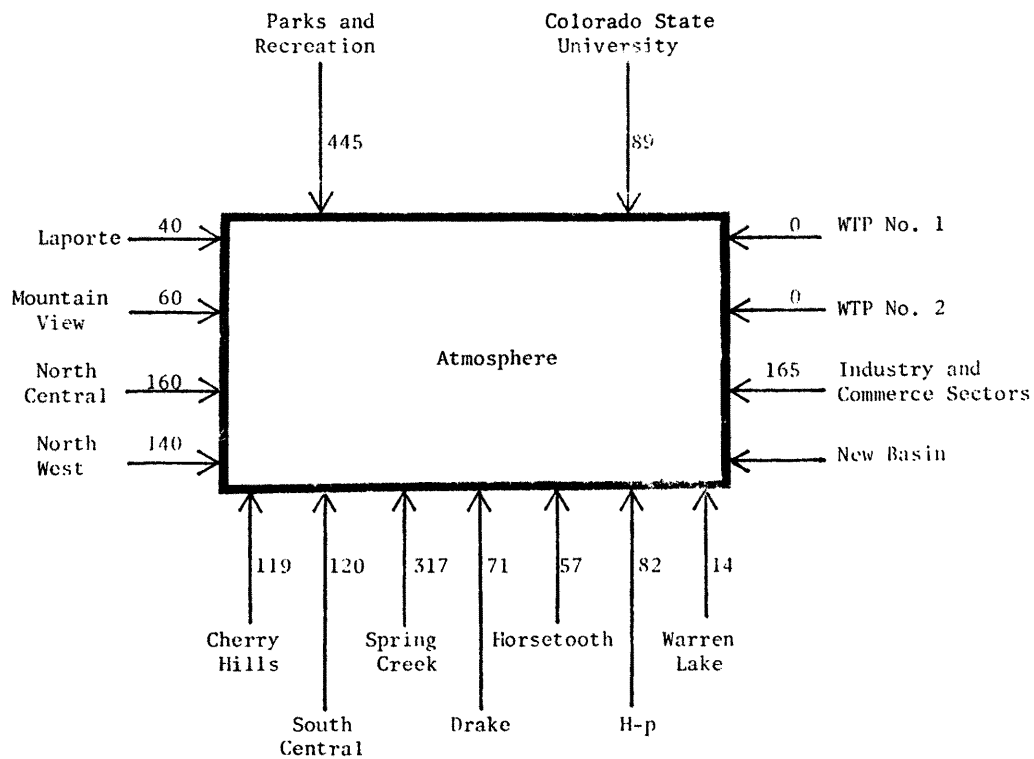 Parks and
Recreation
Colorado State
University
445
89
Laporte
40
0
WTP No. 1
Mountain
View
60
0
WTP No. 2
Atmosphere
North
Central
160
165
Industry and
Commerce Sectors
North
West
140
New Basin
119
120
317
71
57
82
14
Cherry
Hills
Spring
Creek
Horsetooth
Warren
Lake
South
Central
Drake
H-p